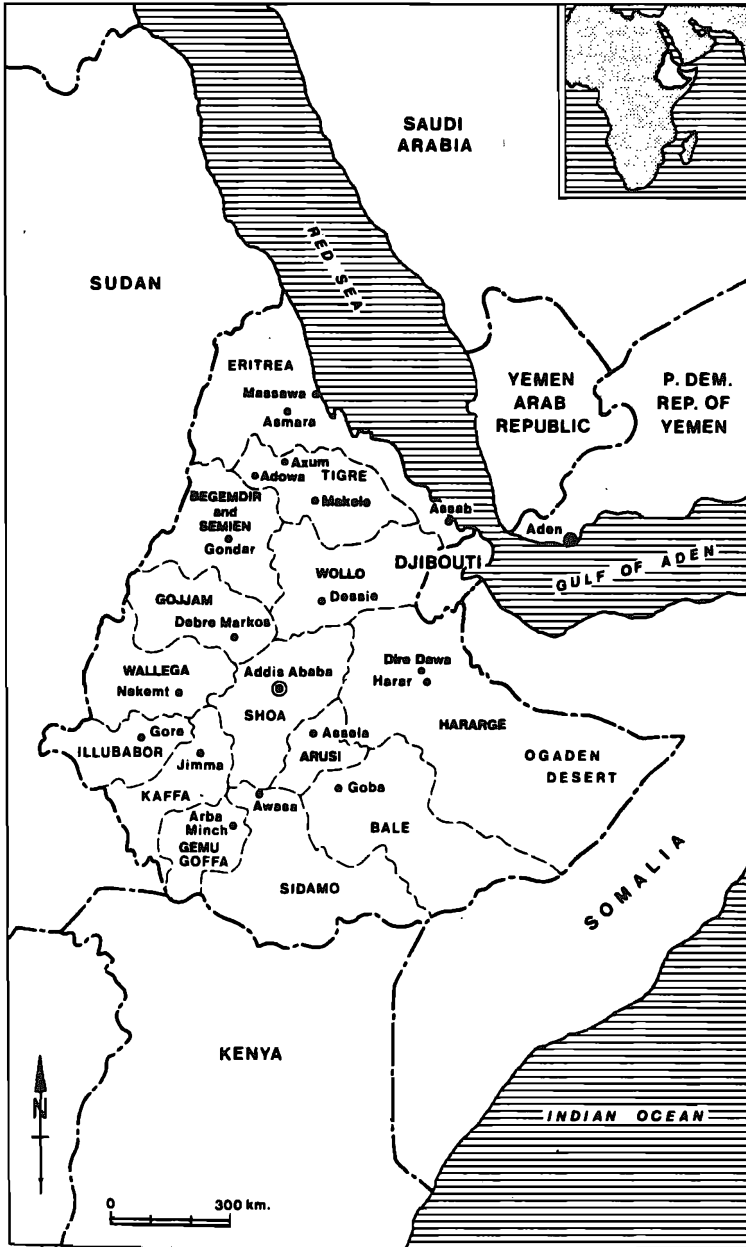 SAUDI
ARABIA
RED SEA
SUDAN
ERITREA
YEMEN
ARAB
REPUBLIC
P. DEM.
REP. OF
YEMEN
Massawa
Asmara
Axum
Adowa
TIGRE
Makele
BEGEMDIR
and
SEMIEN
Gondar
Assab
Aden
DJIBOUTI
GULF OF ADEN
WOLLO
Dessie
GOJJAM
Debre Markos
WALLEGA
Nekemt
Addis Ababa
SHOA
Dire Dawa
Harar
HARARGE
OGADEN
DESERT
Gore
ILLUBABOR
Jimma
Assela
ARUSI
KAFFA
Awasa
Goba
Arba
Minch
GEMU
GOFFA
BALE
SIDAMO
SOMALIA
KENYA
N
INDIAN OCEAN
0 300 km.